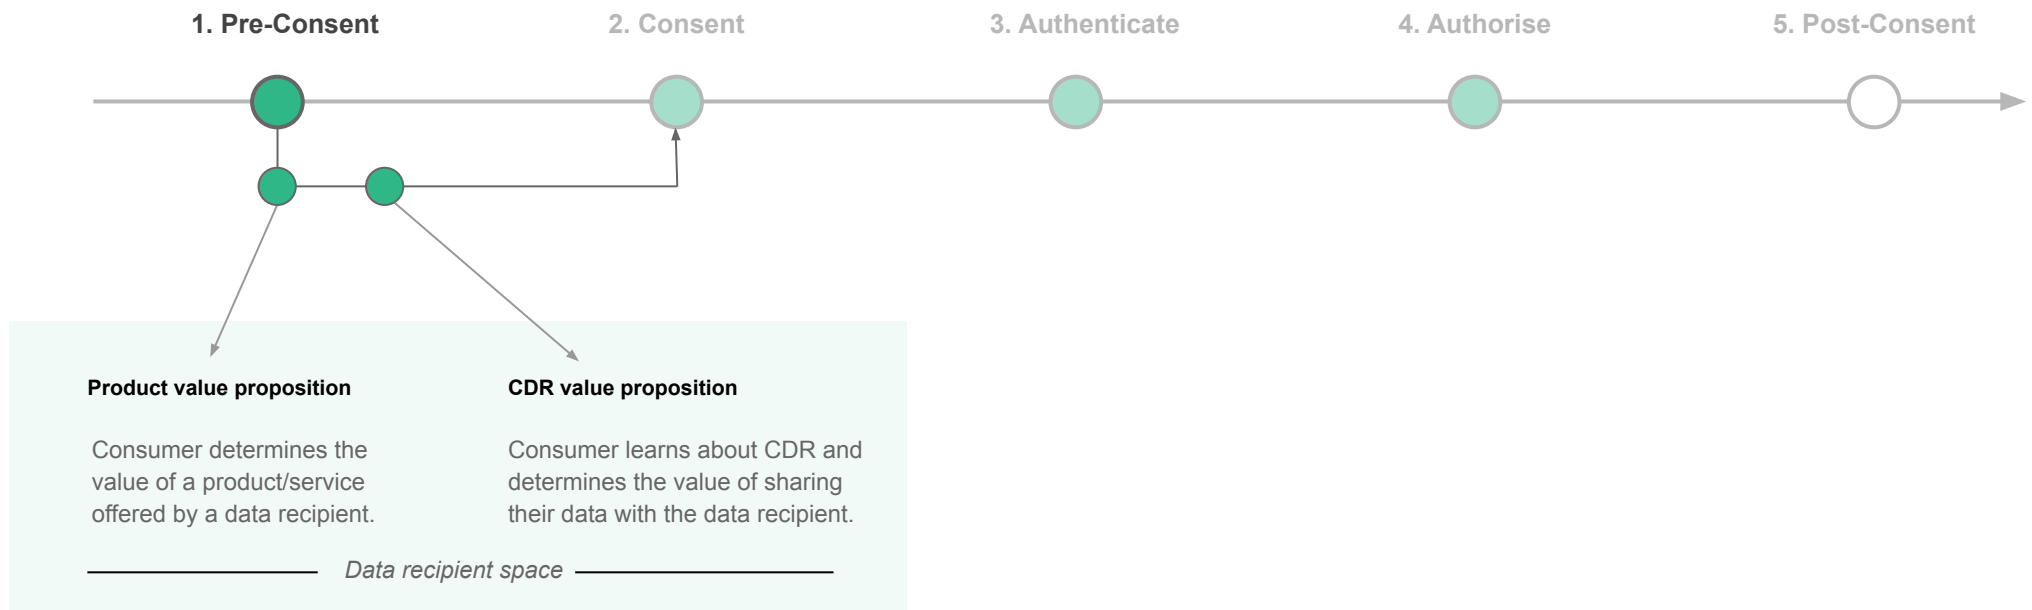 1. Pre-Consent
2. Consent
3. Authenticate
4. Authorise
5. Post-Consent
Product value proposition
Consumer determines the
value of a product/service
offered by a data recipient.
CDR value proposition
Consumer learns about CDR and
determines the value of sharing
their data with the data recipient.
Data recipient space